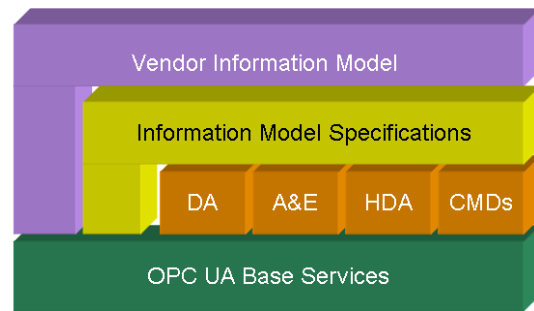 Vendor Information Model
Information Model Specifications
DA A&E HDA CMDs
OPC UA Base Services